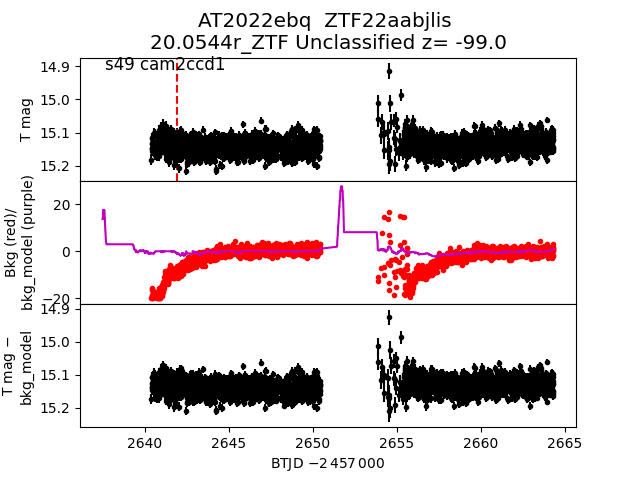 AT2022ebq  ZTF22aabjlis
20.0544r_ZTF Unclassified z= -99.0
s49 cam2ccd1
14.9
15.0
15.1
15.2
T mag
20
0
−20
Bkg (red)/
bkg_model (purple)
14.9
15.0
15.1
15.2
T mag −
bkg_model
2640
2645
2650
2655
2660
2665
BTJD −2 457 000